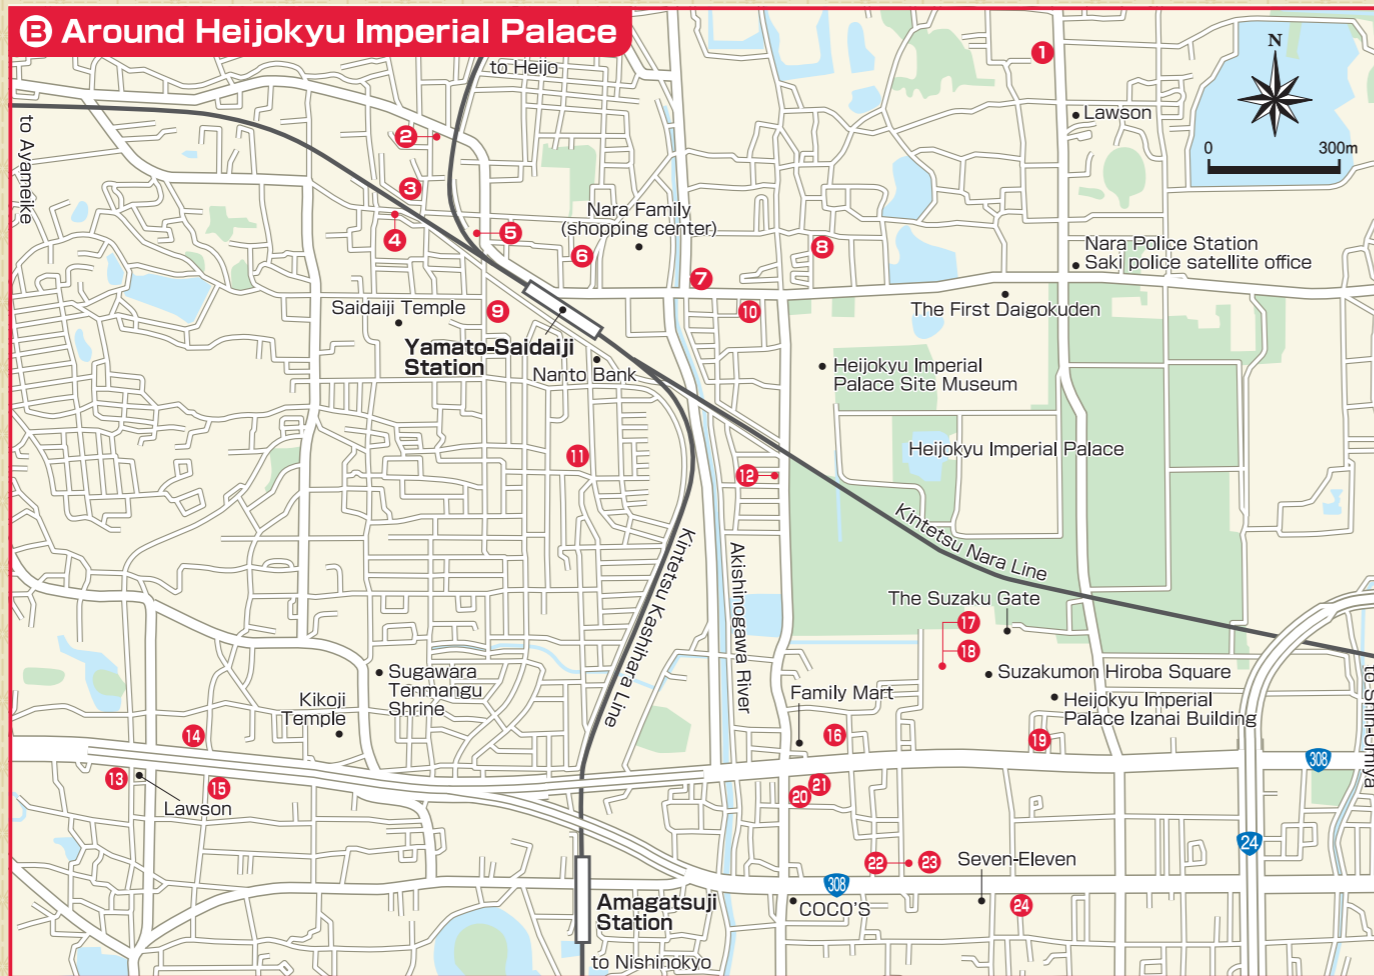 B Around Heijokyu Imperial Palace
to Heijo
1
N
Lawson
0 300m
to Ayameike
2
3
4
5
6
Nara Family
(shopping center)
7
8
Nara Police Station
Saki police satellite office
Saidaiji Temple
9
10
The First Daigokuden
Yamato-Saidaiji
Station
Nanto Bank
Heijokyu Imperial
Palace Site Museum
11
12
Heijokyu Imperial Palace
Kintetsu Nara Line
Kintetsu Kashihara Line
Akishinogawa River
The Suzaku Gate
17
18
Suzakumon Hiroba Square
to Shin-Omiya
Sugawara
Tenmangu
Shrine
Kikoji
Temple
Family Mart
Heijokyu Imperial
Palace Izanai Building
14
16
19
308
13
15
Lawson
20
21
24
22
23
Seven-Eleven
308
COCO'S
24
Amagatsuji
Station
to Nishinokyo